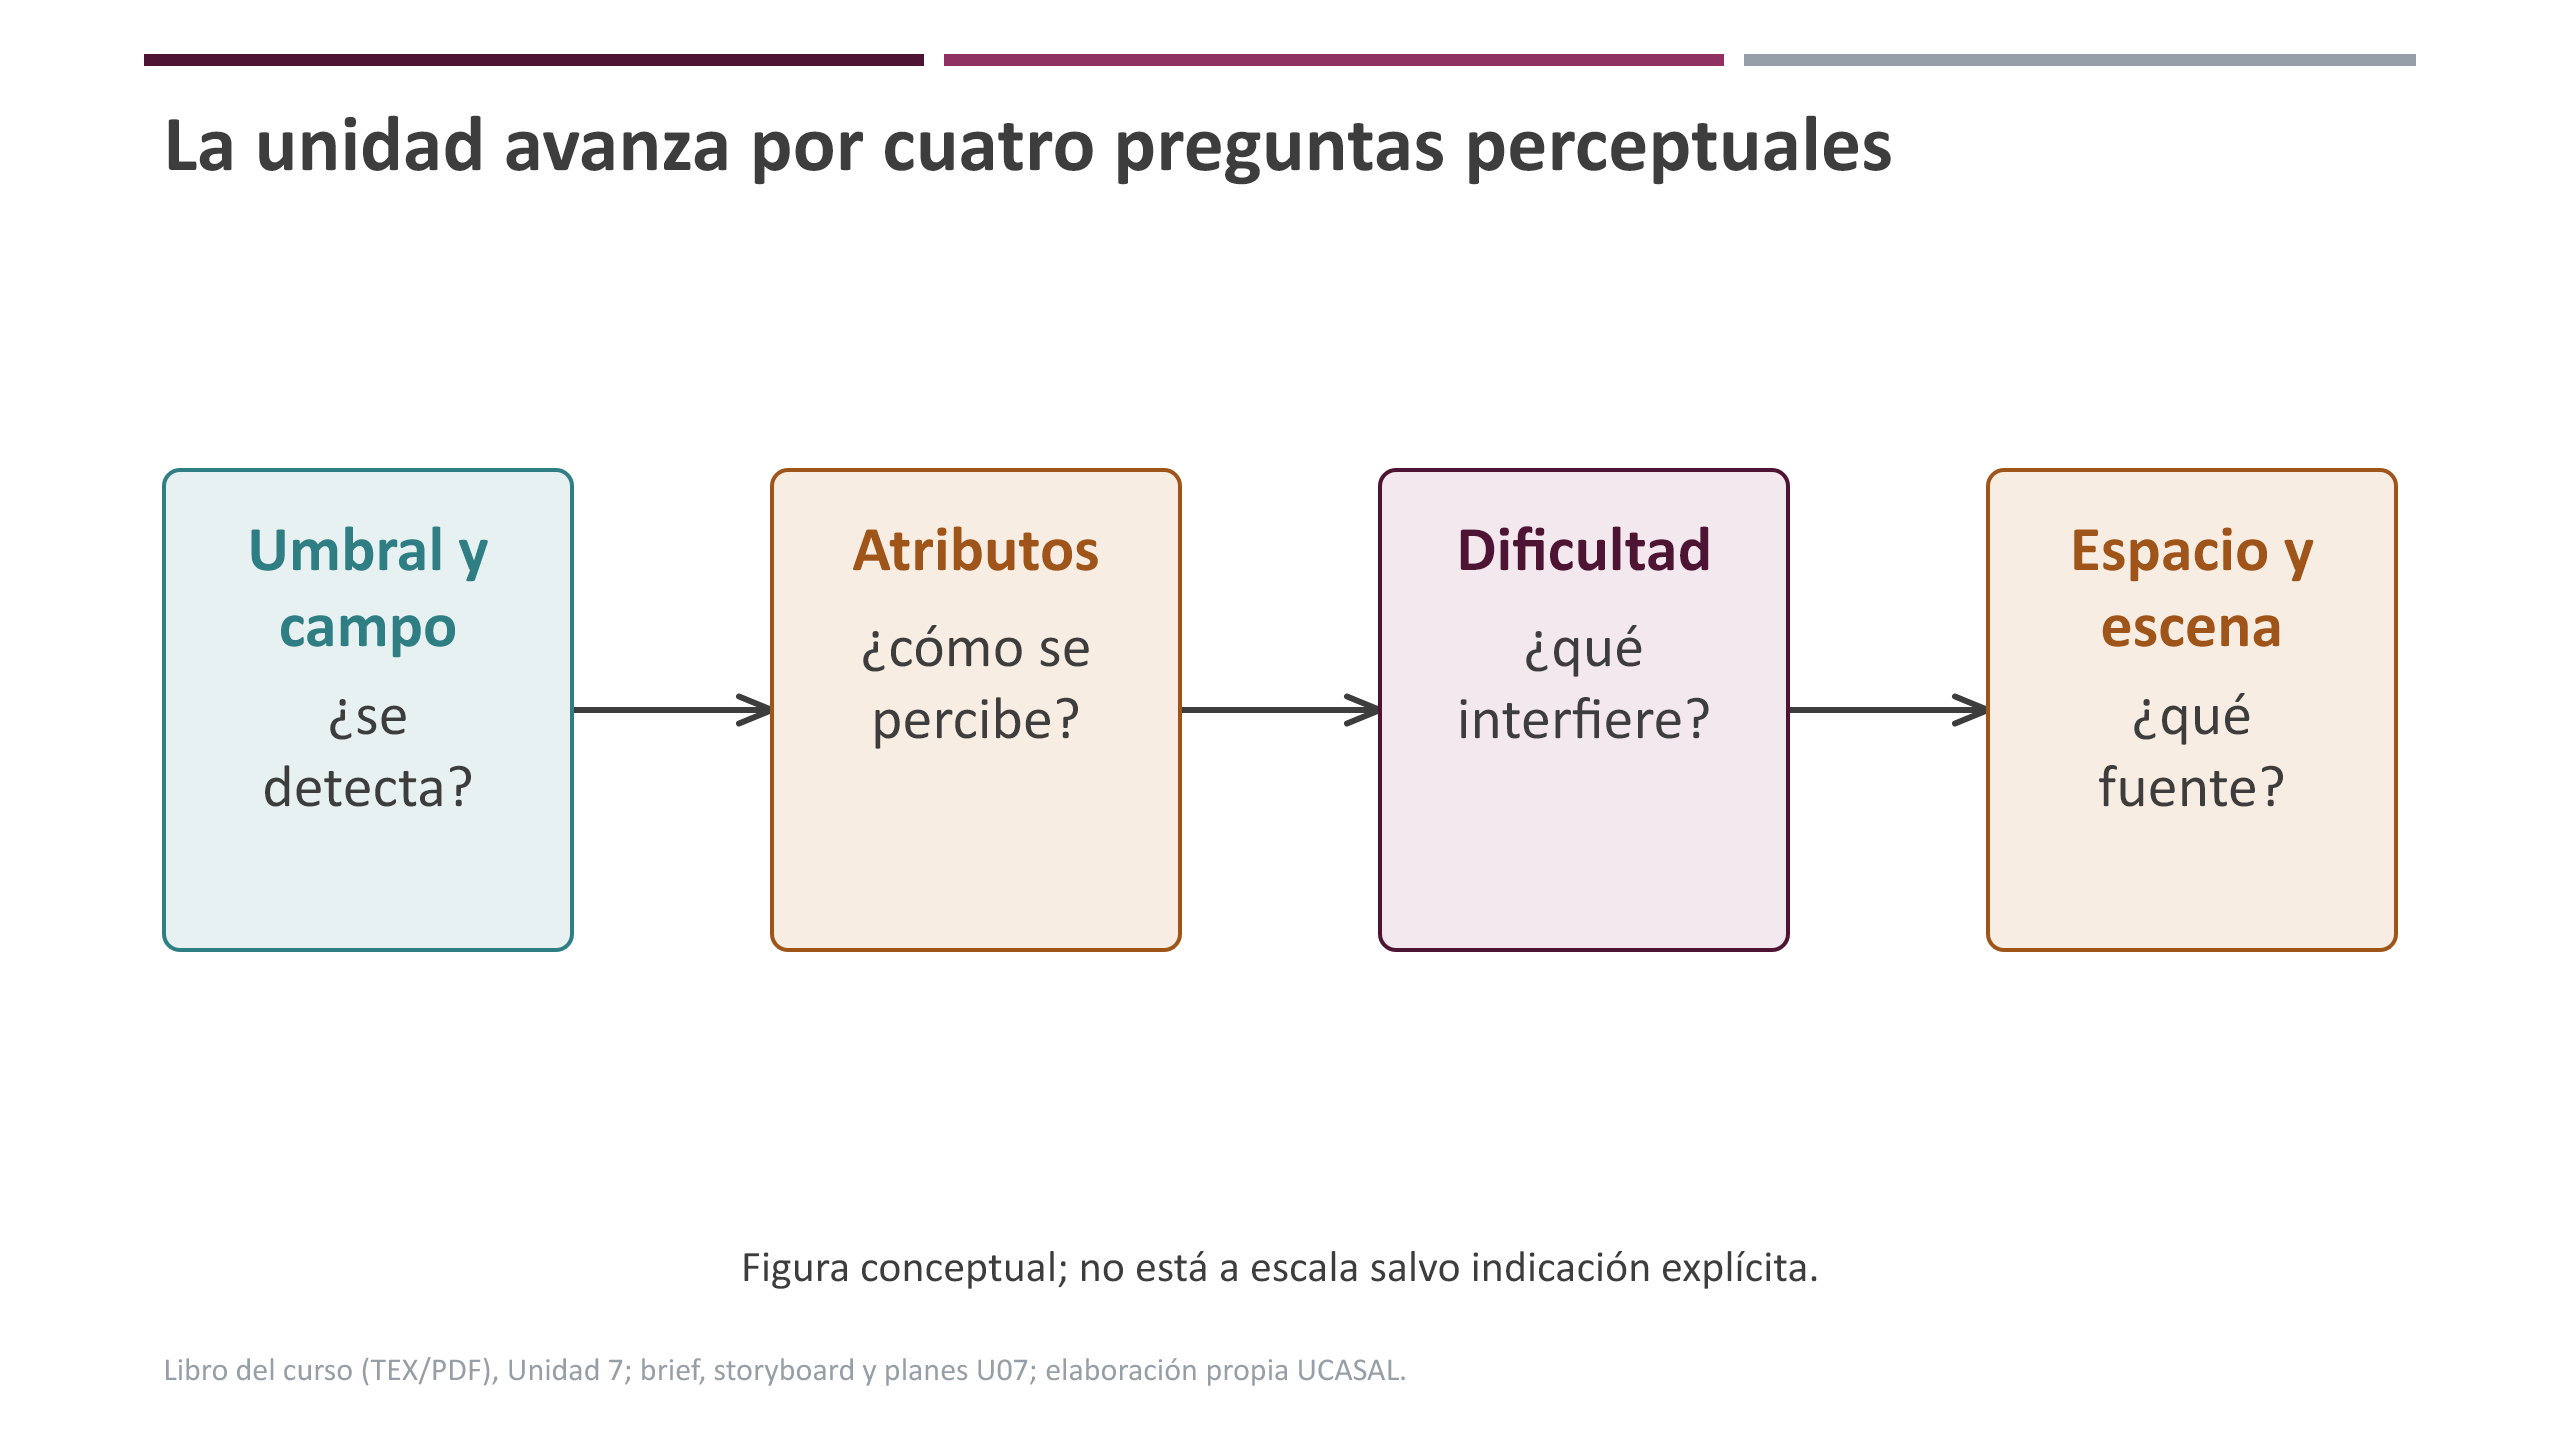 La unidad avanza por cuatro preguntas perceptuales
Umbral y
campo
¿se
detecta?
Atributos
¿cómo se
percibe?
Dificultad
¿qué
interfiere?
Espacio y
escena
¿qué
fuente?
Figura conceptual; no está a escala salvo indicación explícita.
Libro del curso (TEX/PDF), Unidad 7; brief, storyboard y planes U07; elaboración propia UCASAL.